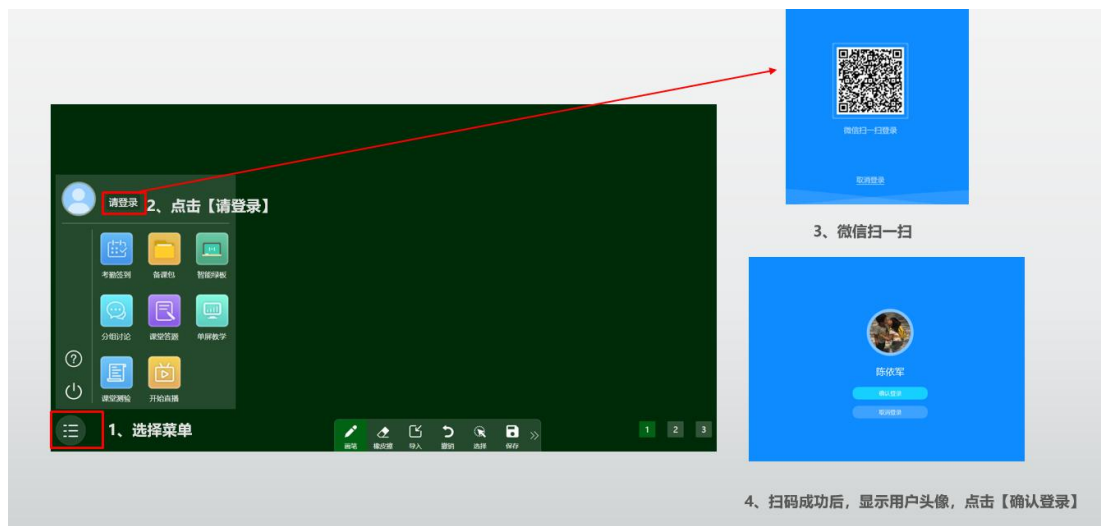 微信扫一扫登录
取消登录
3、微信扫一扫
请登录
2、点击【请登录】
考勤签到 备课包 智能绿板
分组讨论 课堂答题 单屏教学
课堂测验 开始直播
1、选择菜单
画笔 橡皮擦 导入 撤销 选择 保存
1 2 3
陈依军
确认登录
取消登录
4、扫码成功后，显示用户头像，点击【确认登录】